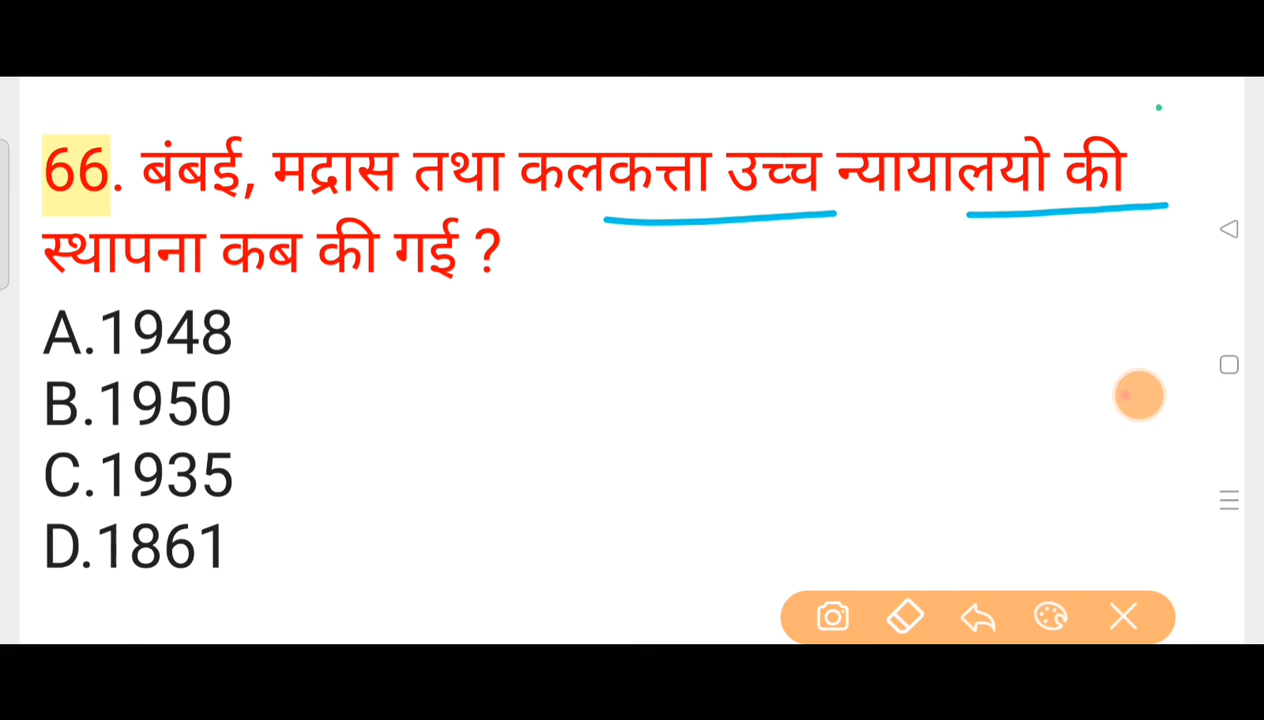 66. बंबई, मद्रास तथा कलकत्ता उच्च न्यायालयो की
स्थापना कब की गई ?
A.1948
B.1950
C.1935
D.1861